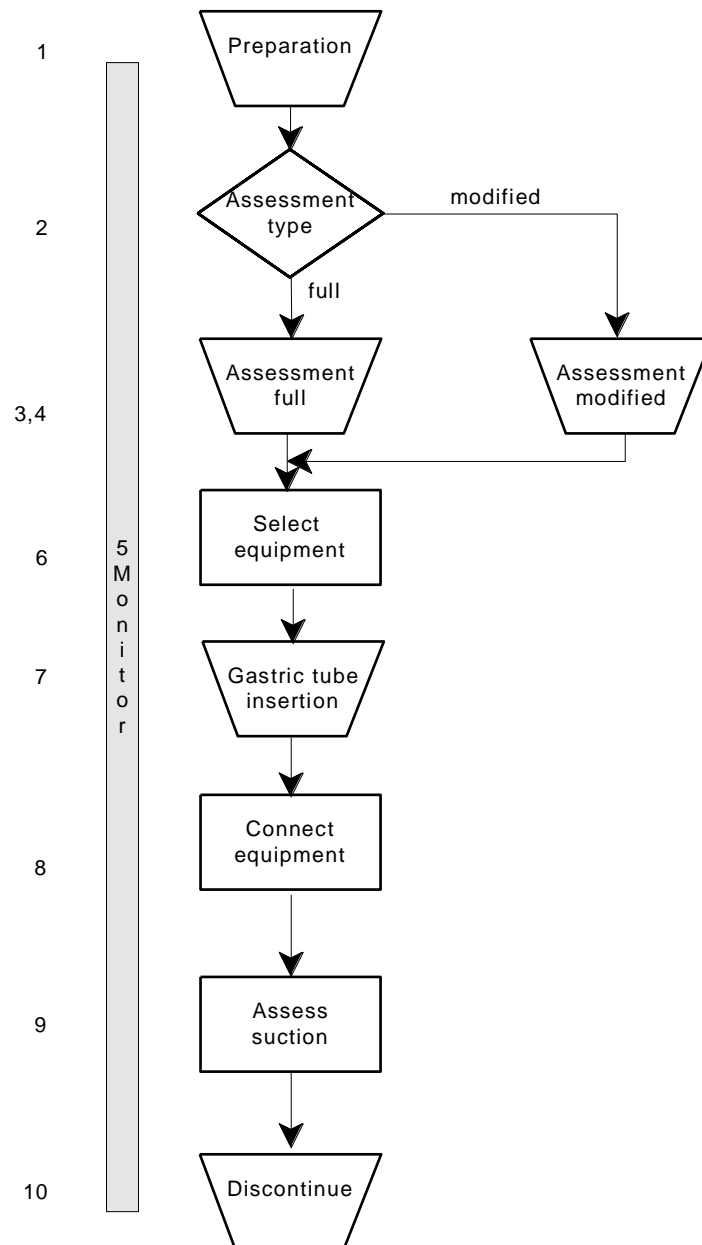 1
Preparation
Assessment
type
modified
2
full
Assessment
full
Assessment
modified
3,4
Select
equipment
5
M
o
n
i
t
o
r
6
Gastric tube
insertion
7
Connect
equipment
8
Assess
suction
9
Discontinue
10